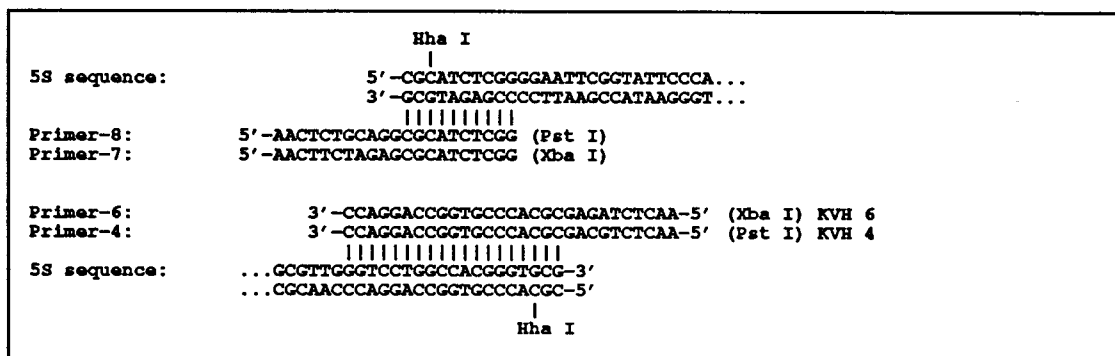 Hha I
5S sequence: 5'-CGCATCTCGGGGAATTCGGTATTCCCA...
3'-GCGTAGAGCCCCTTAAGCCATAAGGGT...
Primer-8: 5'-AACTCTGCAGGCGCATCTCGG (Pst I)
Primer-7: 5'-AACTTCTAGAGCGCATCTCGG (Xba I)
Primer-6: 3'-CCAGGACCGGTGCCCACGCGAGATCTCAA-5' (Xba I) KVH 6
Primer-4: 3'-CCAGGACCGGTGCCCACGCGACGTCTCAA-5' (Pst I) KVH 4
5S sequence: ...GCGTTGGGTCCTGGCCACGGGTGCG-3'
...CGCAACCCAGGACCGGTGCCCACGC-5'
Hha I